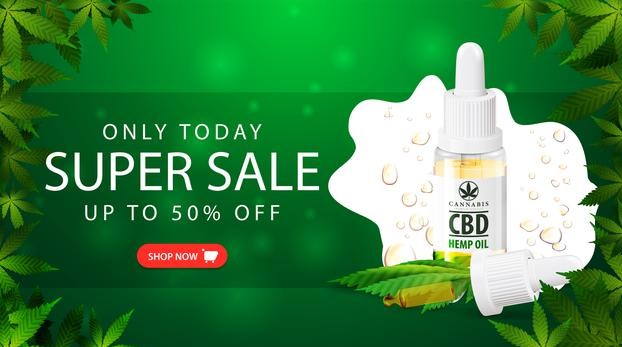 ONLY TODAY
SUPER SALE
UP TO 50% OFF
SHOP NOW
CANNABIS
CBD
HEMP OIL